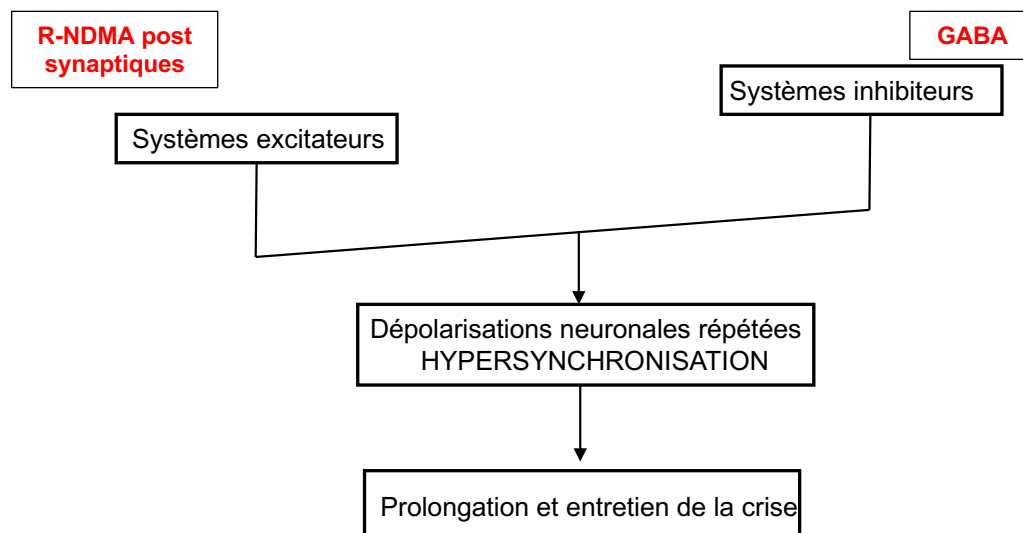 R-NDMA post
synaptiques
GABA
Systèmes inhibiteurs
Systèmes excitateurs
Dépolarisations neuronales répétées
HYPERSYNCHRONISATION
Prolongation et entretien de la crise